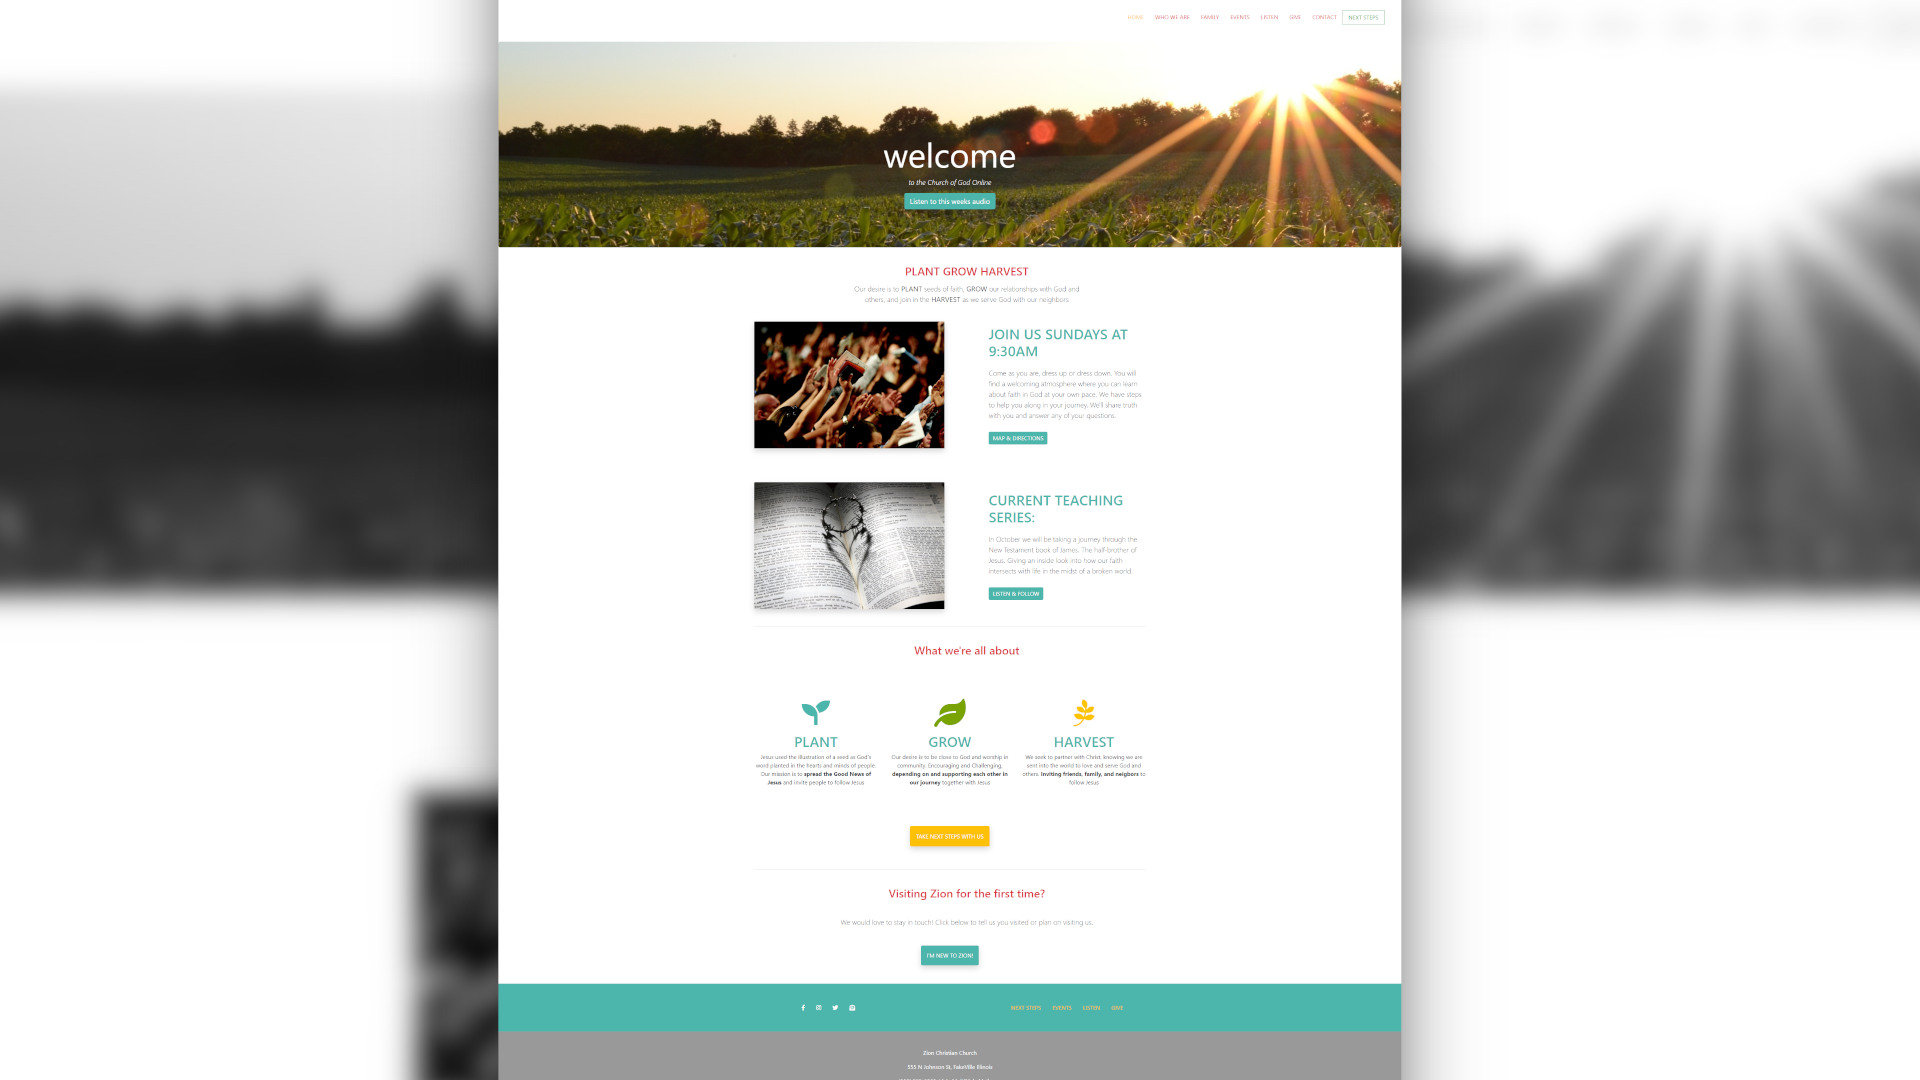 HOME WHO WE ARE FAMILY EVENTS LISTEN GIVE CONTACT NEXT STEPS
welcome
to the Church of God Online
Listen to this weeks audio
PLANT GROW HARVEST
Our desire is to PLANT seeds of faith, GROW our relationships with God and
others, and join in the HARVEST as we serve God with our neighbors
JOIN US SUNDAYS AT
9:30AM
Come as you are, dress up or dress down. You will
find a welcoming atmosphere where you can learn
about faith in God at your own pace. We have steps
to help you along in your journey. We'll share truth
with you and answer any of your questions.
MAP & DIRECTIONS
CURRENT TEACHING
SERIES:
In October we will be taking a journey through the
New Testament book of James. The half-brother of
Jesus. Giving an inside look into how our faith
intersects with life in the midst of a broken world.
LISTEN & FOLLOW
What we're all about
PLANT
Jesus used the illustration of a seed as God's
word planted in the hearts and minds of people.
Our mission is to spread the Good News of
Jesus and invite people to follow Jesus
GROW
Our desire is to be close to God and worship in
community. Encouraging and Challenging,
depending on and supporting each other in
our journey together with Jesus
HARVEST
We seek to partner with Christ, knowing we are
sent into the world to love and serve God and
others. Inviting friends, family, and neigbors to
follow Jesus
TAKE NEXT STEPS WITH US
Visiting Zion for the first time?
We would love to stay in touch! Click below to tell us you visited or plan on visiting us.
I'M NEW TO ZION!
NEXT STEPS EVENTS LISTEN GIVE
Zion Christian Church
555 N Johnson St, FakeVille Illinois